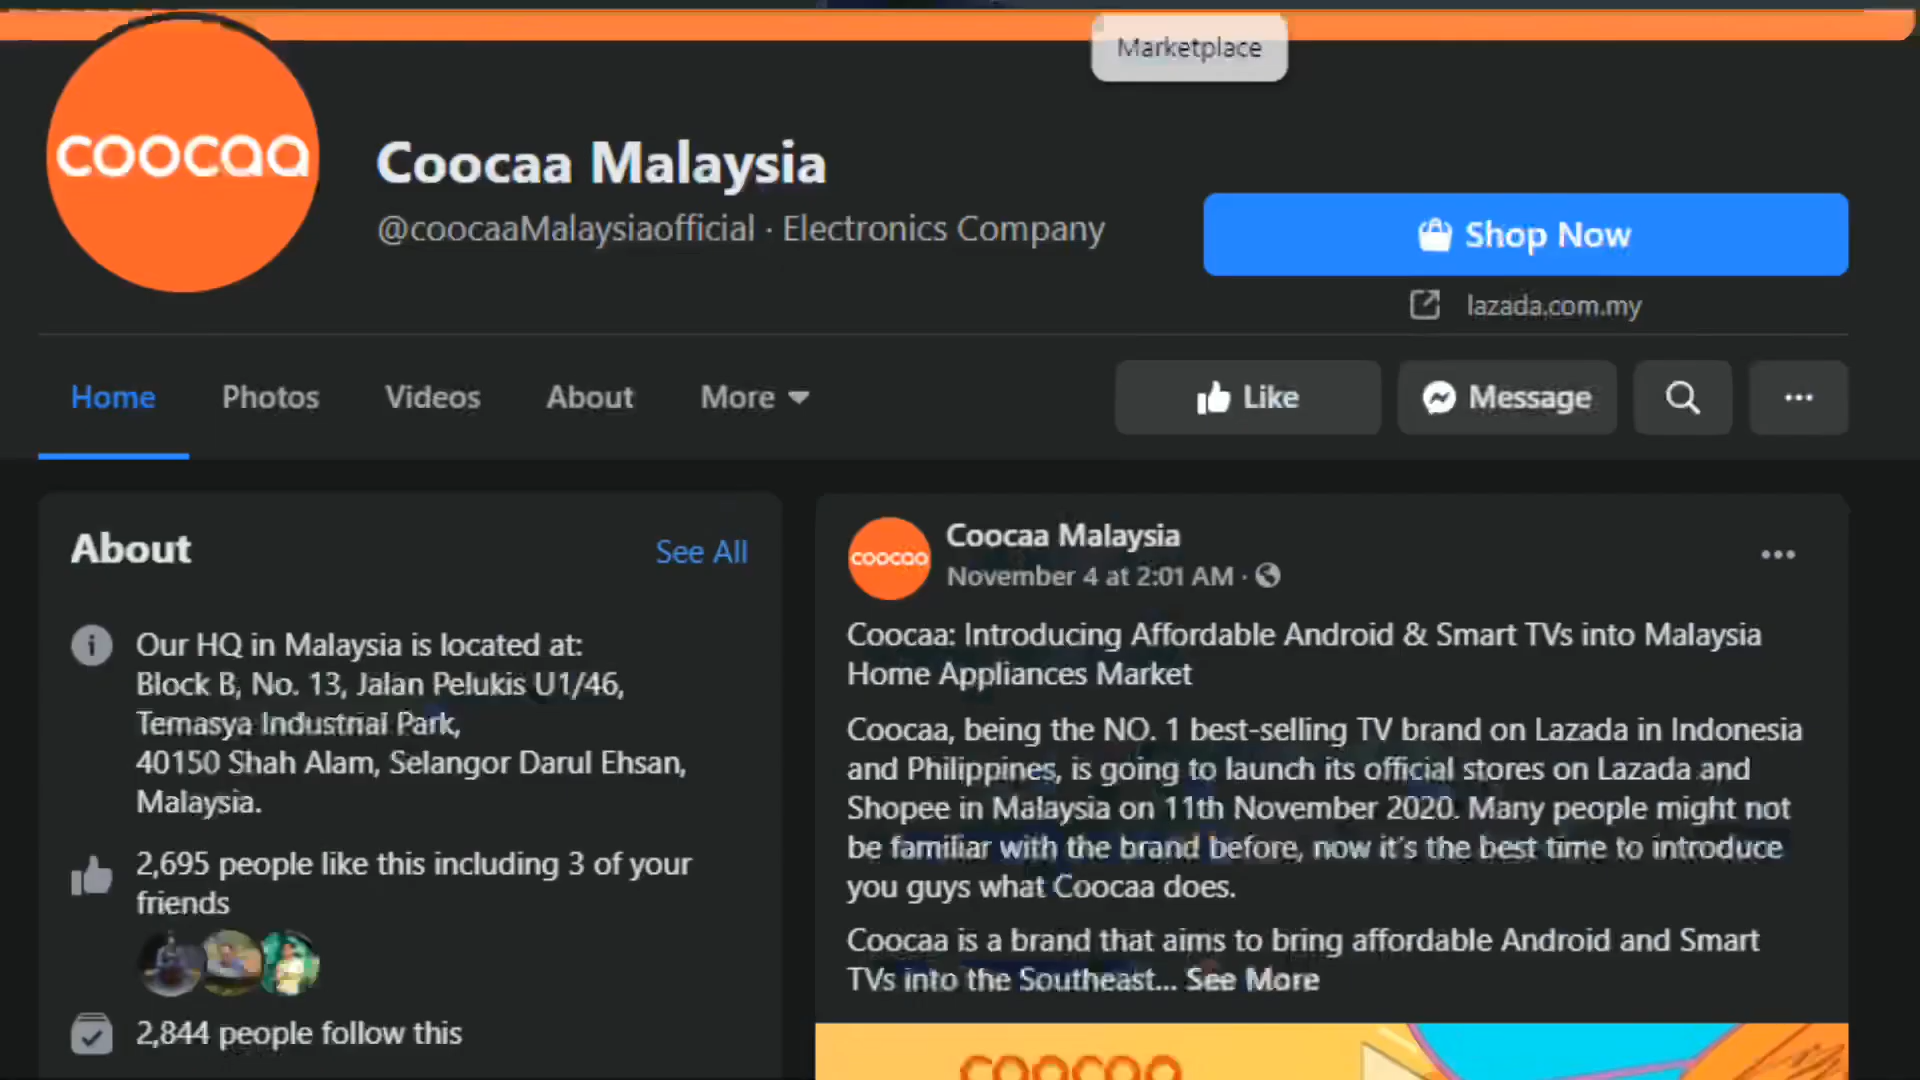 Marketplace
coocaa
Coocaa Malaysia
@coocaaMalaysiaofficial · Electronics Company
Shop Now
lazada.com.my
Home
Photos
Videos
About
More
Like
Message
About
See All
Our HQ in Malaysia is located at:
Block B, No. 13, Jalan Pelukis U1/46,
Temasya Industrial Park,
40150 Shah Alam, Selangor Darul Ehsan,
Malaysia.
2,695 people like this including 3 of your
friends
2,844 people follow this
coocaa
Coocaa Malaysia
November 4 at 2:01 AM ·
Coocaa: Introducing Affordable Android & Smart TVs into Malaysia
Home Appliances Market
Coocaa, being the NO. 1 best-selling TV brand on Lazada in Indonesia
and Philippines, is going to launch its official stores on Lazada and
Shopee in Malaysia on 11th November 2020. Many people might not
be familiar with the brand before, now it's the best time to introduce
you guys what Coocaa does.
Coocaa is a brand that aims to bring affordable Android and Smart
TVs into the Southeast... See More
coocaa